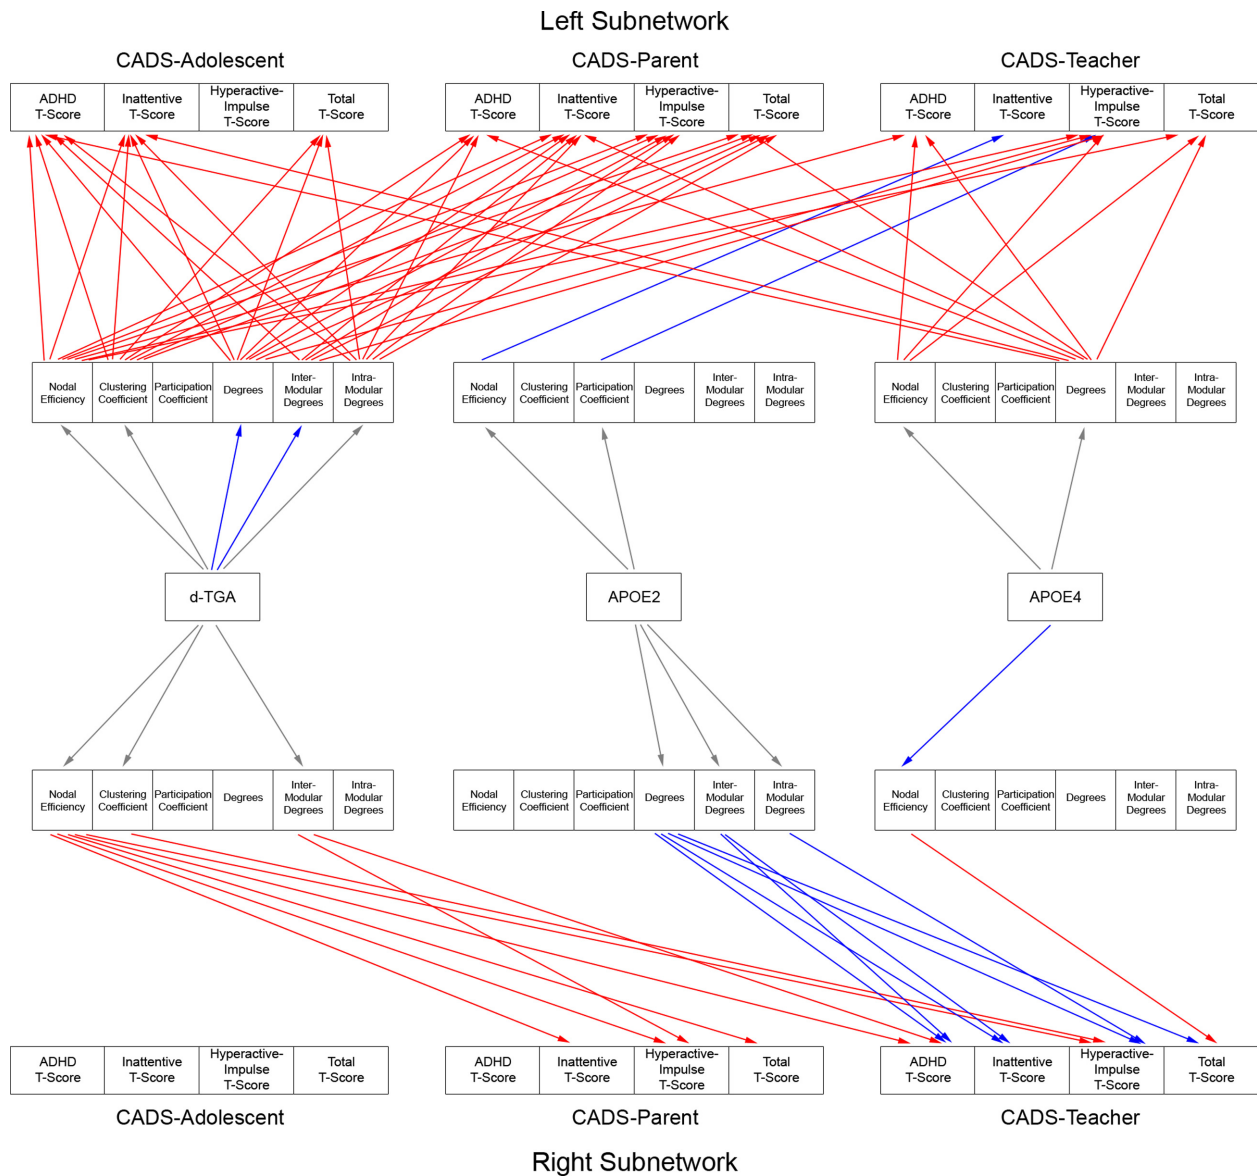 Left Subnetwork
CADS-Adolescent
CADS-Parent
CADS-Teacher
ADHD
T-Score
Inattentive
T-Score
Hyperactive-
Impulse
T-Score
Total
T-Score
ADHD
T-Score
Inattentive
T-Score
Hyperactive-
Impulse
T-Score
Total
T-Score
ADHD
T-Score
Inattentive
T-Score
Hyperactive-
Impulse
T-Score
Total
T-Score
Nodal
Efficiency
Clustering
Coefficient
Participation
Coefficient
Degrees
Inter-
Modular
Degrees
Intra-
Modular
Degrees
Nodal
Efficiency
Clustering
Coefficient
Participation
Coefficient
Degrees
Inter-
Modular
Degrees
Intra-
Modular
Degrees
Nodal
Efficiency
Clustering
Coefficient
Participation
Coefficient
Degrees
Inter-
Modular
Degrees
Intra-
Modular
Degrees
d-TGA
APOE2
APOE4
Nodal
Efficiency
Clustering
Coefficient
Participation
Coefficient
Degrees
Inter-
Modular
Degrees
Intra-
Modular
Degrees
Nodal
Efficiency
Clustering
Coefficient
Participation
Coefficient
Degrees
Inter-
Modular
Degrees
Intra-
Modular
Degrees
Nodal
Efficiency
Clustering
Coefficient
Participation
Coefficient
Degrees
Inter-
Modular
Degrees
Intra-
Modular
Degrees
ADHD
T-Score
Inattentive
T-Score
Hyperactive-
Impulse
T-Score
Total
T-Score
ADHD
T-Score
Inattentive
T-Score
Hyperactive-
Impulse
T-Score
Total
T-Score
ADHD
T-Score
Inattentive
T-Score
Hyperactive-
Impulse
T-Score
Total
T-Score
CADS-Adolescent
CADS-Parent
CADS-Teacher
Right Subnetwork